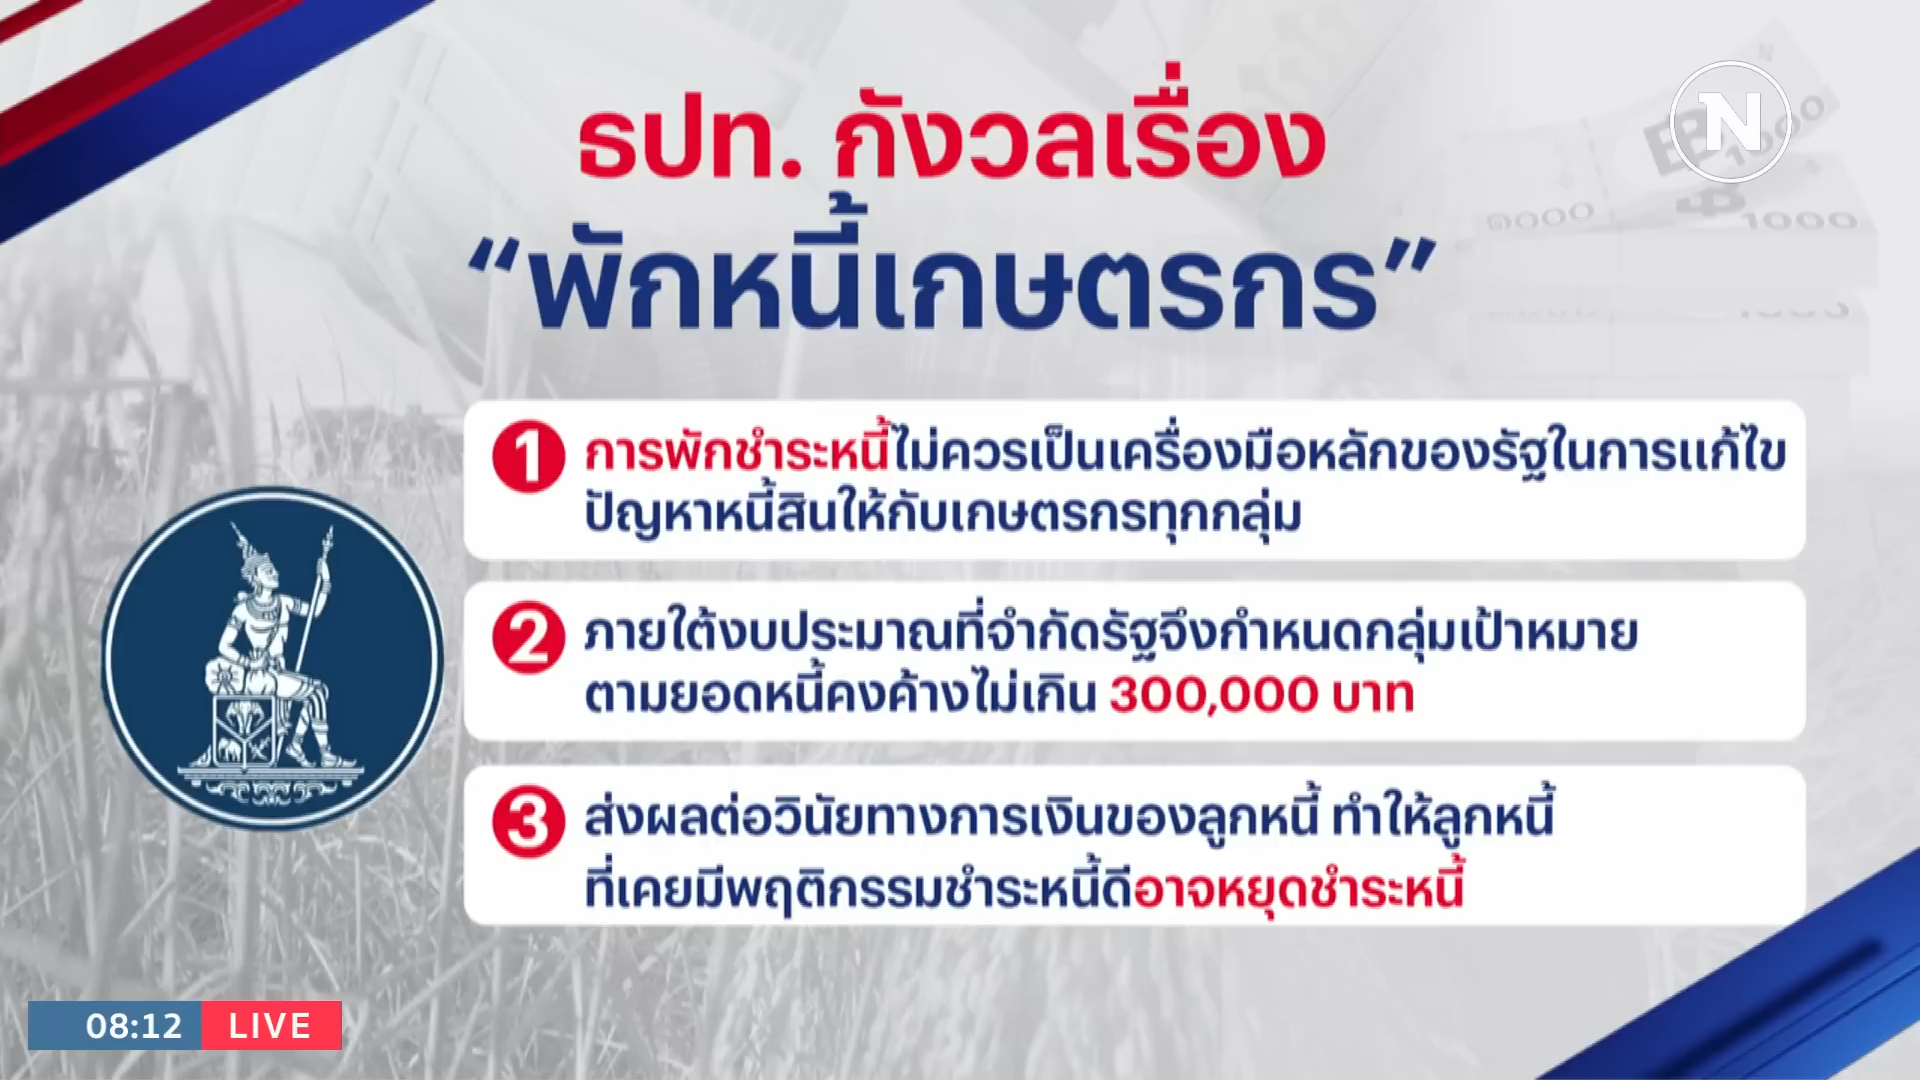 ธปท. กังวลเรื่อง
“พักหนี้เกษตรกร”
N
1000
๑๐๐๐
1000
1 การพักชำระหนี้ไม่ควรเป็นเครื่องมือหลักของรัฐในการแก้ไข
ปัญหาหนี้สินให้กับเกษตรกรทุกกลุ่ม
2 ภายใต้งบประมาณที่จำกัดรัฐจึงกำหนดกลุ่มเป้าหมาย
ตามยอดหนี้คงค้างไม่เกิน 300,000 บาท
3 ส่งผลต่อวินัยทางการเงินของลูกหนี้ ทำให้ลูกหนี้
ที่เคยมีพฤติกรรมชำระหนี้ดีอาจหยุดชำระหนี้
08:12 LIVE